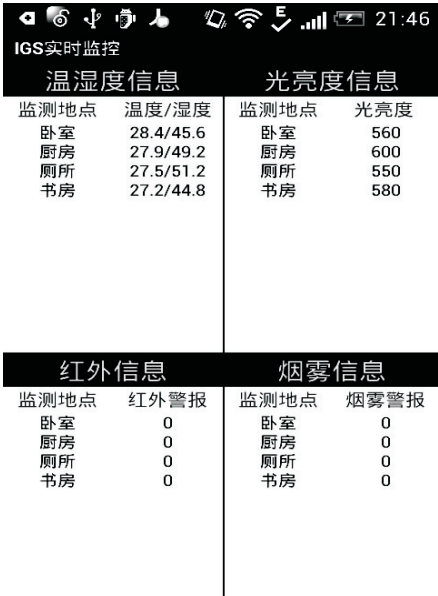 E 21:46
IGS实时监控
温湿度信息
监测地点 温度/湿度
卧室 28.4/45.6
厨房 27.9/49.2
厕所 27.5/51.2
书房 27.2/44.8
光亮度信息
监测地点 光亮度
卧室 560
厨房 600
厕所 550
书房 580
红外信息
监测地点 红外警报
卧室 0
厨房 0
厕所 0
书房 0
烟雾信息
监测地点 烟雾警报
卧室 0
厨房 0
厕所 0
书房 0